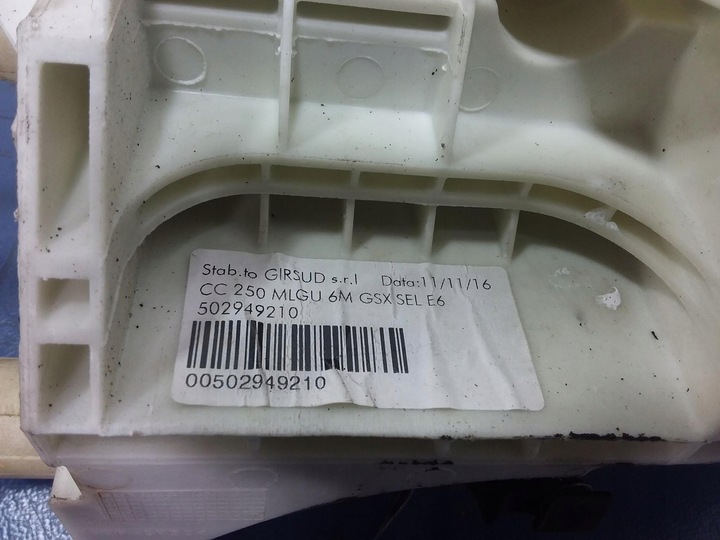 Stab.to GIRSUD s.r.l Data:11/11/16
CC 250 MLGU 6M GSX SEL E6
502949210
00502949210